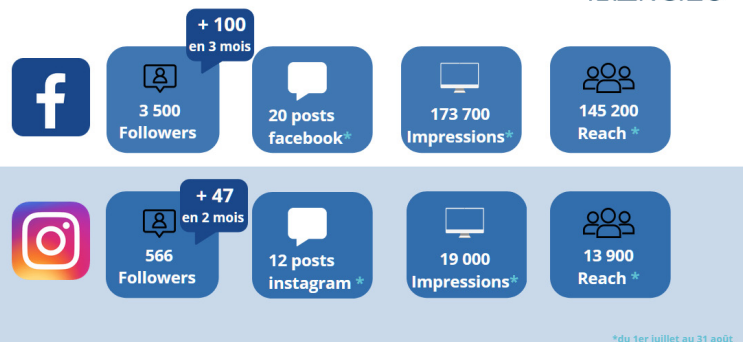 + 100
en 3 mois
3 500
Followers
20 posts
facebook*
173 700
Impressions*
145 200
Reach *
+ 47
en 2 mois
566
Followers
12 posts
instagram *
19 000
Impressions*
13 900
Reach *
*du 1er juillet au 31 août